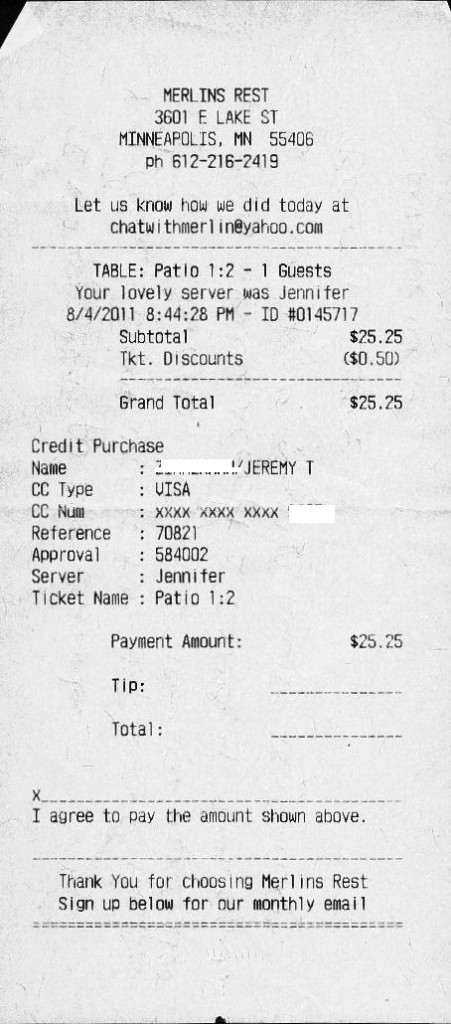 MERLINS REST
3601 E LAKE ST
MINNEAPOLIS, MN 55406
ph 612-216-2419
Let us know how we did today at
chatwithmerlin@yahoo.com
TABLE: Patio 1:2 - 1 Guests
Your lovely server was Jennifer
8/4/2011 8:44:28 PM - ID #0145717
Subtotal $25.25
Tkt. Discounts ($0.50)
Grand Total $25.25
Credit Purchase
Name : /JEREMY T
CC Type : VISA
CC Num : XXXX XXXX XXXX
Reference : 70821
Approval : 584002
Server : Jennifer
Ticket Name : Patio 1:2
Payment Amount: $25.25
Tip:
Total:
X
I agree to pay the amount shown above.
Thank You for choosing Merlins Rest
Sign up below for our monthly email